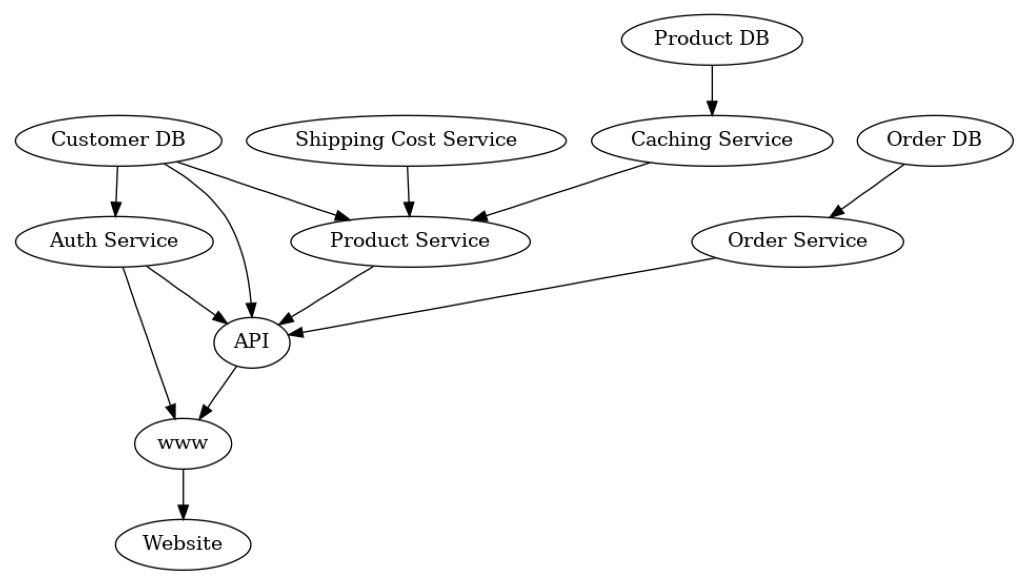 Product DB
Customer DB
Shipping Cost Service
Caching Service
Order DB
Auth Service
Product Service
Order Service
API
www
Website